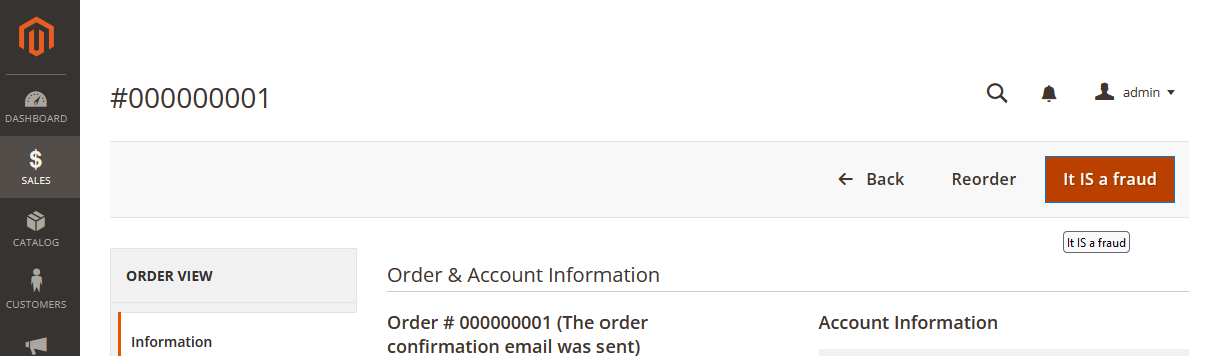 #000000001
admin
DASHBOARD
SALES
CATALOG
CUSTOMERS
Back
Reorder
It IS a fraud
It IS a fraud
ORDER VIEW
Information
Order & Account Information
Order # 000000001 (The order
confirmation email was sent)
Account Information